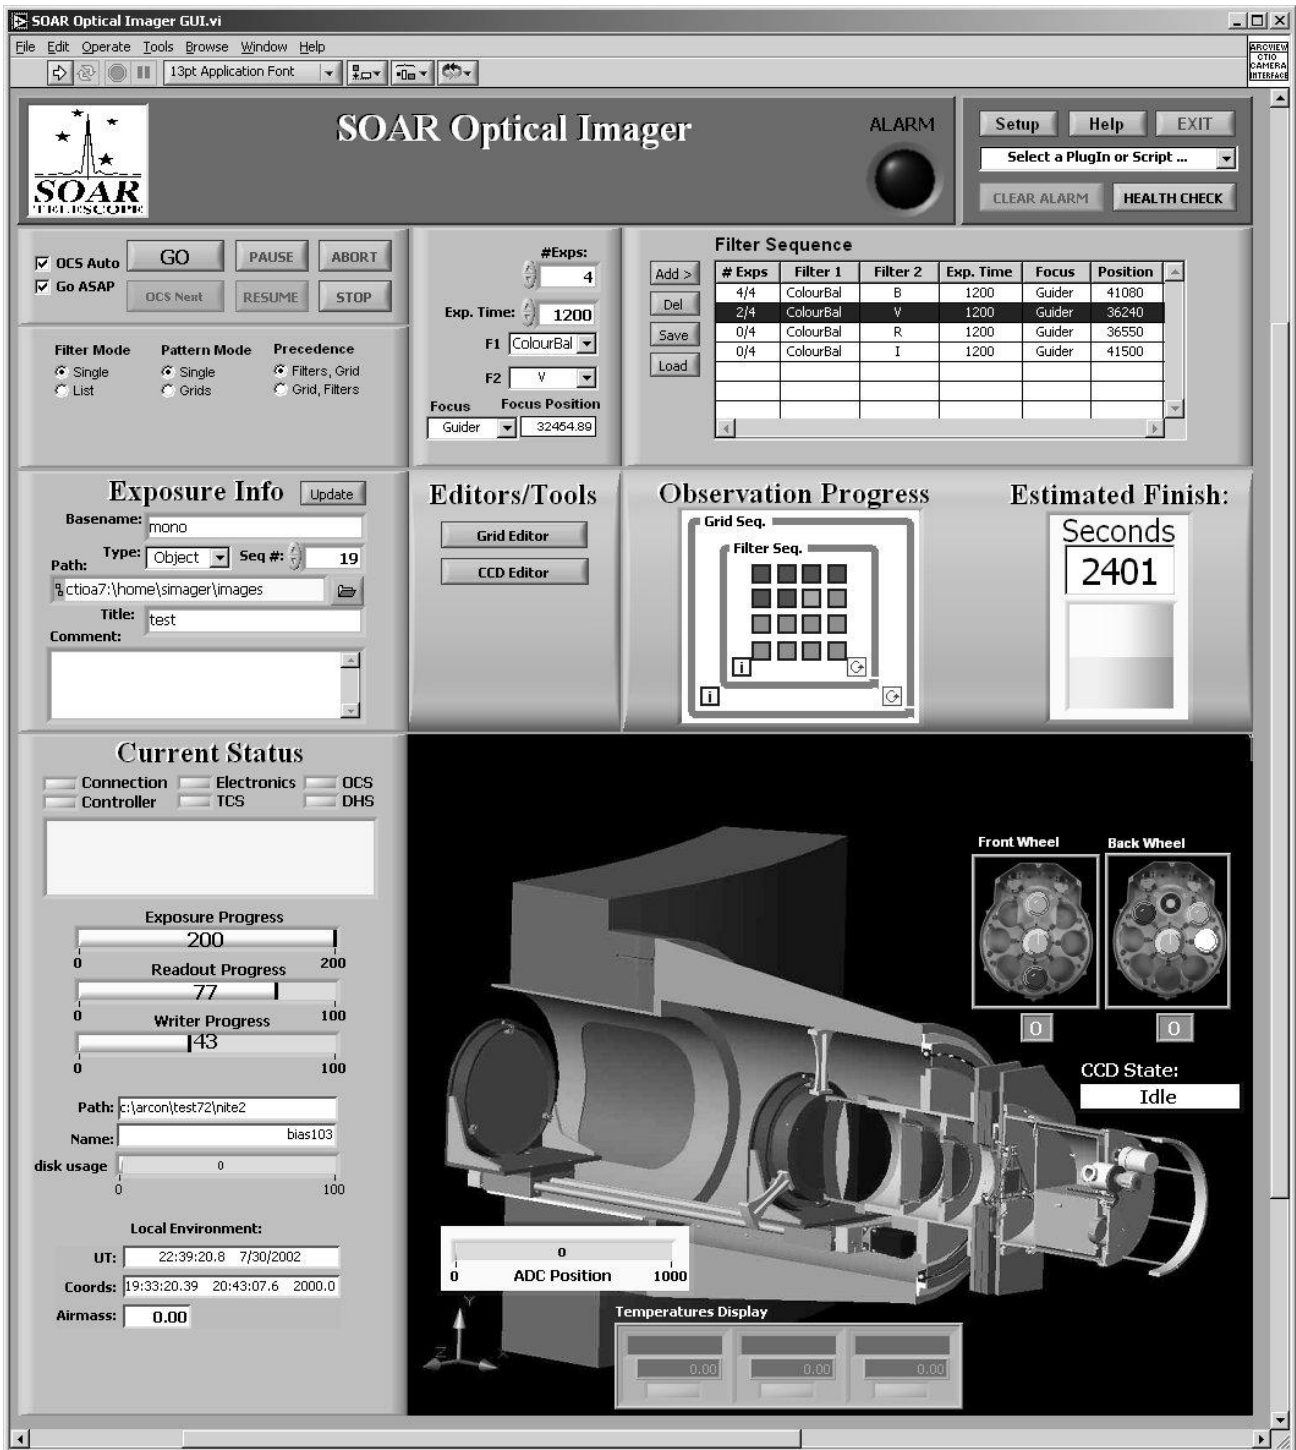 SOAR Optical Imager GUI.vi
File Edit Operate Tools Browse Window Help
13pt Application Font
ARCVIEW
CTIO
CAMERA
INTERFACE
SOAR
TELESCOPE
SOAR Optical Imager
ALARM
Setup Help EXIT
Select a PlugIn or Script ...
CLEAR ALARM HEALTH CHECK
OCS Auto GO PAUSE ABORT
Go ASAP OCS Next RESUME STOP
Filter Mode Pattern Mode Precedence
Single Single Filters, Grid
List Grids Grid, Filters
#Exps:
4
Exp. Time: 1200
F1 ColourBal
F2 V
Focus Focus Position
Guider 32454.89
Filter Sequence
Add >
Del
Save
Load
# Exps Filter 1 Filter 2 Exp. Time Focus Position
4/4 ColourBal B 1200 Guider 41080
2/4 ColourBal V 1200 Guider 36240
0/4 ColourBal R 1200 Guider 36550
0/4 ColourBal I 1200 Guider 41500
Exposure Info Update
Basename: mono
Type: Object Seq #: 19
Path:
ctioa7:\home\simager\images
Title: test
Comment:
Editors/Tools
Grid Editor
CCD Editor
Observation Progress
Grid Seq.
Filter Seq.
i
i
Estimated Finish:
Seconds
2401
Current Status
Connection Electronics OCS
Controller TCS DHS
Exposure Progress
200
0 200
Readout Progress
77
0 100
Writer Progress
43
0 100
Path: c:\arcon\test72\nite2
Name: bias103
disk usage 0
0 100
Local Environment:
UT: 22:39:20.8 7/30/2002
Coords: 19:33:20.39 20:43:07.6 2000.0
Airmass: 0.00
Front Wheel Back Wheel
0 0
CCD State:
Idle
0
0 ADC Position 1000
Y
Z X
Temperatures Display
0.00 0.00 0.00